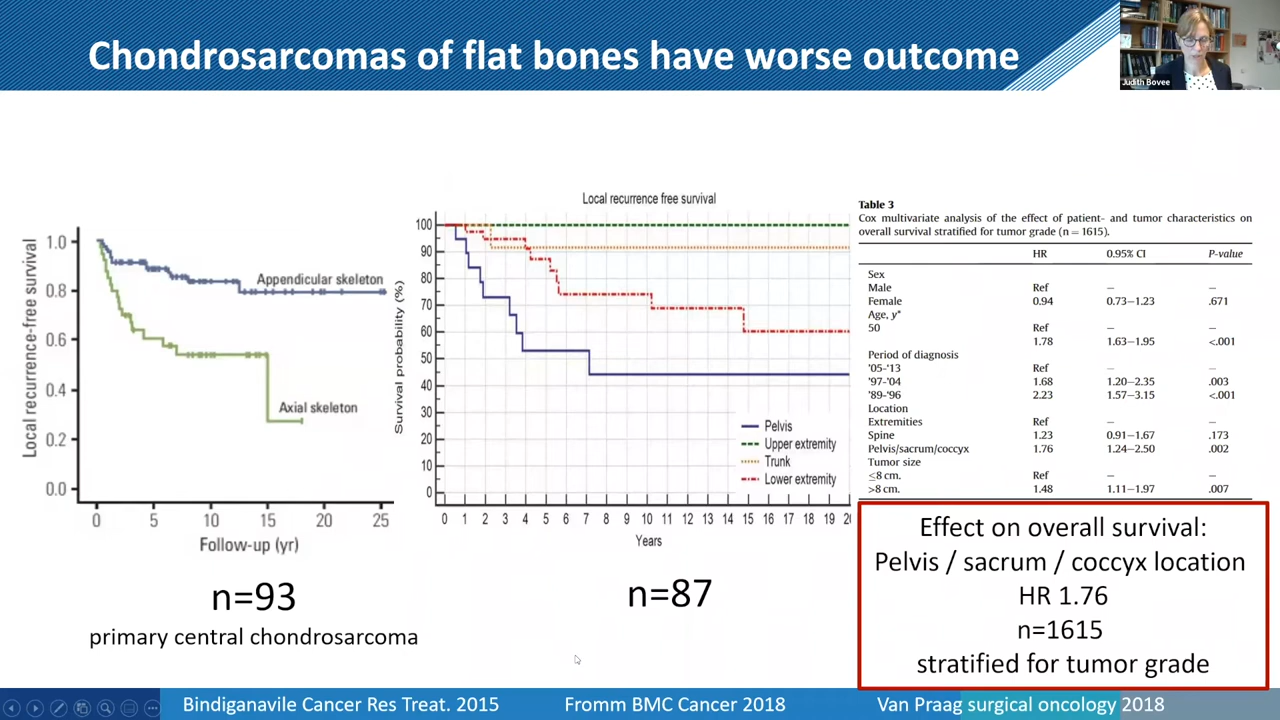 Chondrosarcomas of flat bones have worse outcome
Judith Bovee
Local recurrence-free survival
1.0
0.8
0.6
0.4
0.2
0.0
Appendicular skeleton
Axial skeleton
0 5 10 15 20 25
Follow-up (yr)
n=93
primary central chondrosarcoma
Local recurrence free survival
Survival probability (%)
100
90
80
70
60
50
40
30
20
10
0
Pelvis
Upper extremity
Trunk
Lower extremity
0 1 2 3 4 5 6 7 8 9 10 11 12 13 14 15 16 17 18 19
Years
n=87
Table 3
Cox multivariate analysis of the effect of patient- and tumor characteristics on
overall survival stratified for tumor grade (n = 1615).
HR 0.95% CI P-value
Sex
Male Ref – –
Female 0.94 0.73–1.23 .671
Age, y*
50 Ref – –
1.78 1.63–1.95 <.001
Period of diagnosis
'05-'13 Ref – –
'97-'04 1.68 1.20–2.35 .003
'89-'96 2.23 1.57–3.15 <.001
Location
Extremities Ref – –
Spine 1.23 0.91–1.67 .173
Pelvis/sacrum/coccyx 1.76 1.24–2.50 .002
Tumor size
≤8 cm. Ref – –
>8 cm. 1.48 1.11–1.97 .007
Effect on overall survival:
Pelvis / sacrum / coccyx location
HR 1.76
n=1615
stratified for tumor grade
Bindiganavile Cancer Res Treat. 2015
Fromm BMC Cancer 2018
Van Praag surgical oncology 2018